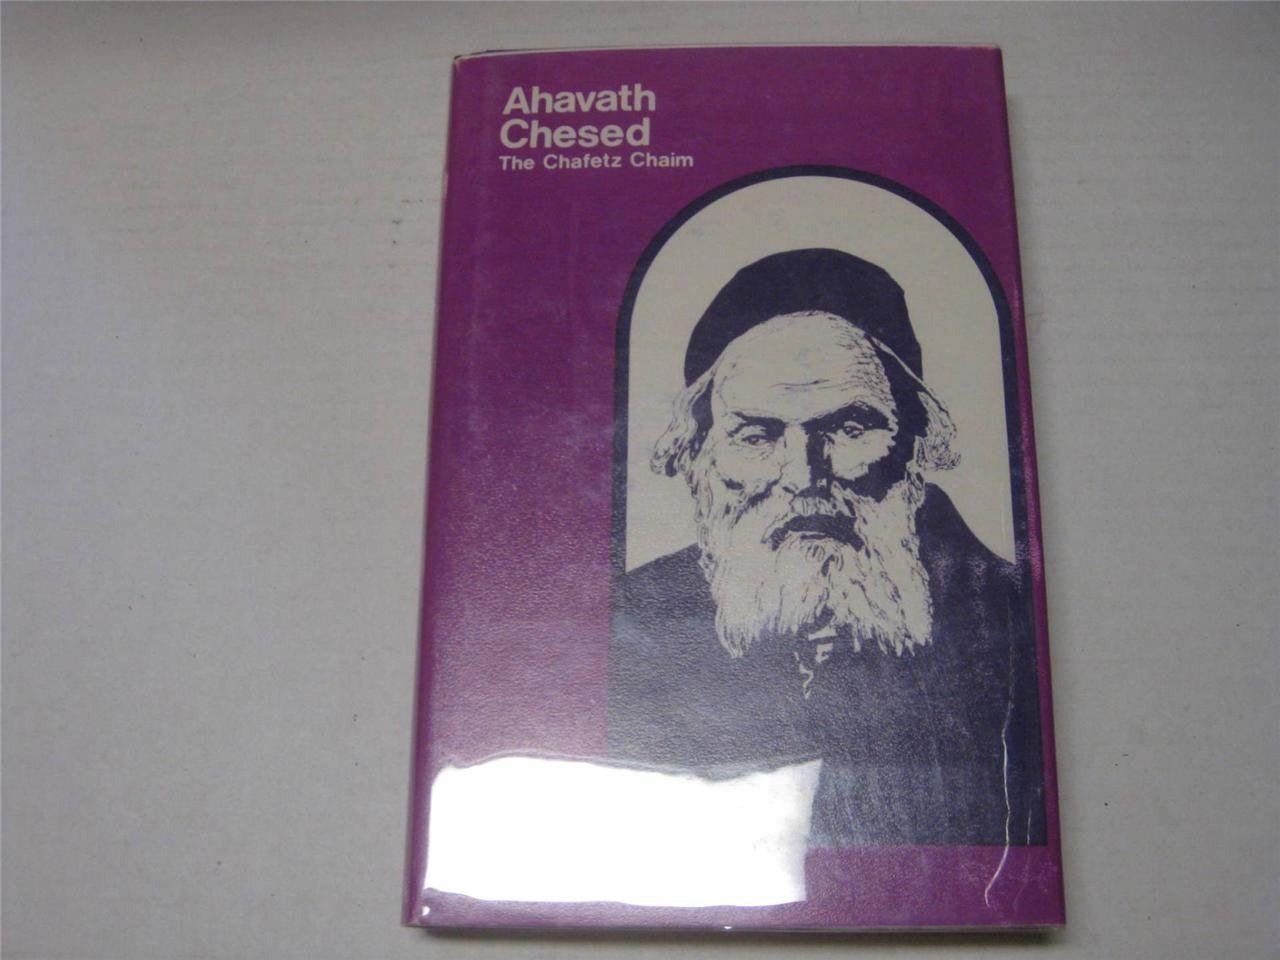 Ahavath
Chesed
The Chafetz Chaim